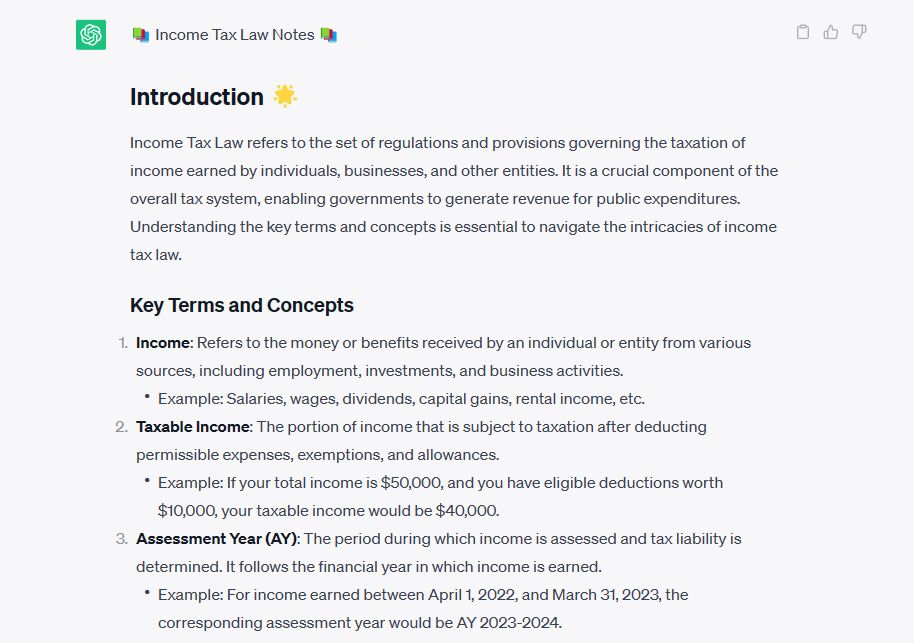 📚 Income Tax Law Notes 📚
Introduction 🌟
Income Tax Law refers to the set of regulations and provisions governing the taxation of
income earned by individuals, businesses, and other entities. It is a crucial component of the
overall tax system, enabling governments to generate revenue for public expenditures.
Understanding the key terms and concepts is essential to navigate the intricacies of income
tax law.
Key Terms and Concepts
1. Income: Refers to the money or benefits received by an individual or entity from various
sources, including employment, investments, and business activities.
• Example: Salaries, wages, dividends, capital gains, rental income, etc.
2. Taxable Income: The portion of income that is subject to taxation after deducting
permissible expenses, exemptions, and allowances.
• Example: If your total income is $50,000, and you have eligible deductions worth
$10,000, your taxable income would be $40,000.
3. Assessment Year (AY): The period during which income is assessed and tax liability is
determined. It follows the financial year in which income is earned.
• Example: For income earned between April 1, 2022, and March 31, 2023, the
corresponding assessment year would be AY 2023-2024.